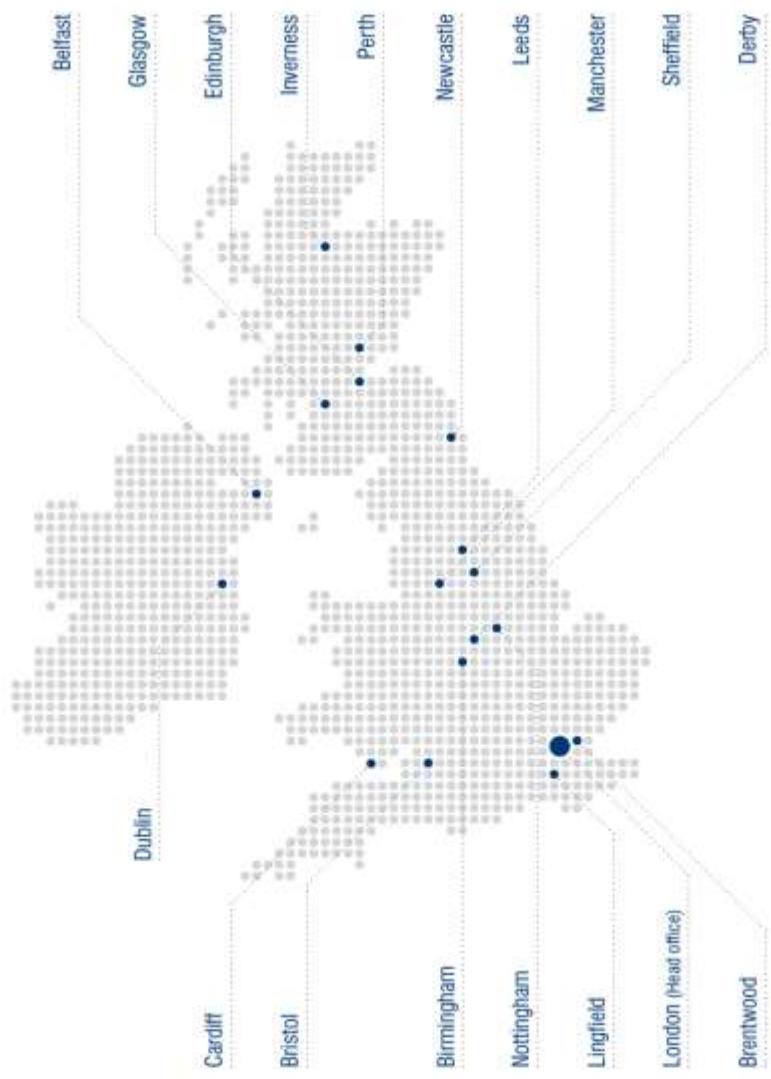 Belfast
Glasgow
Edinburgh
Inverness
Perth
Newcastle
Leeds
Manchester
Sheffield
Derby
Dublin
Cardiff
Bristol
Birmingham
Nottingham
Lingfield
London (Head office)
Brentwood